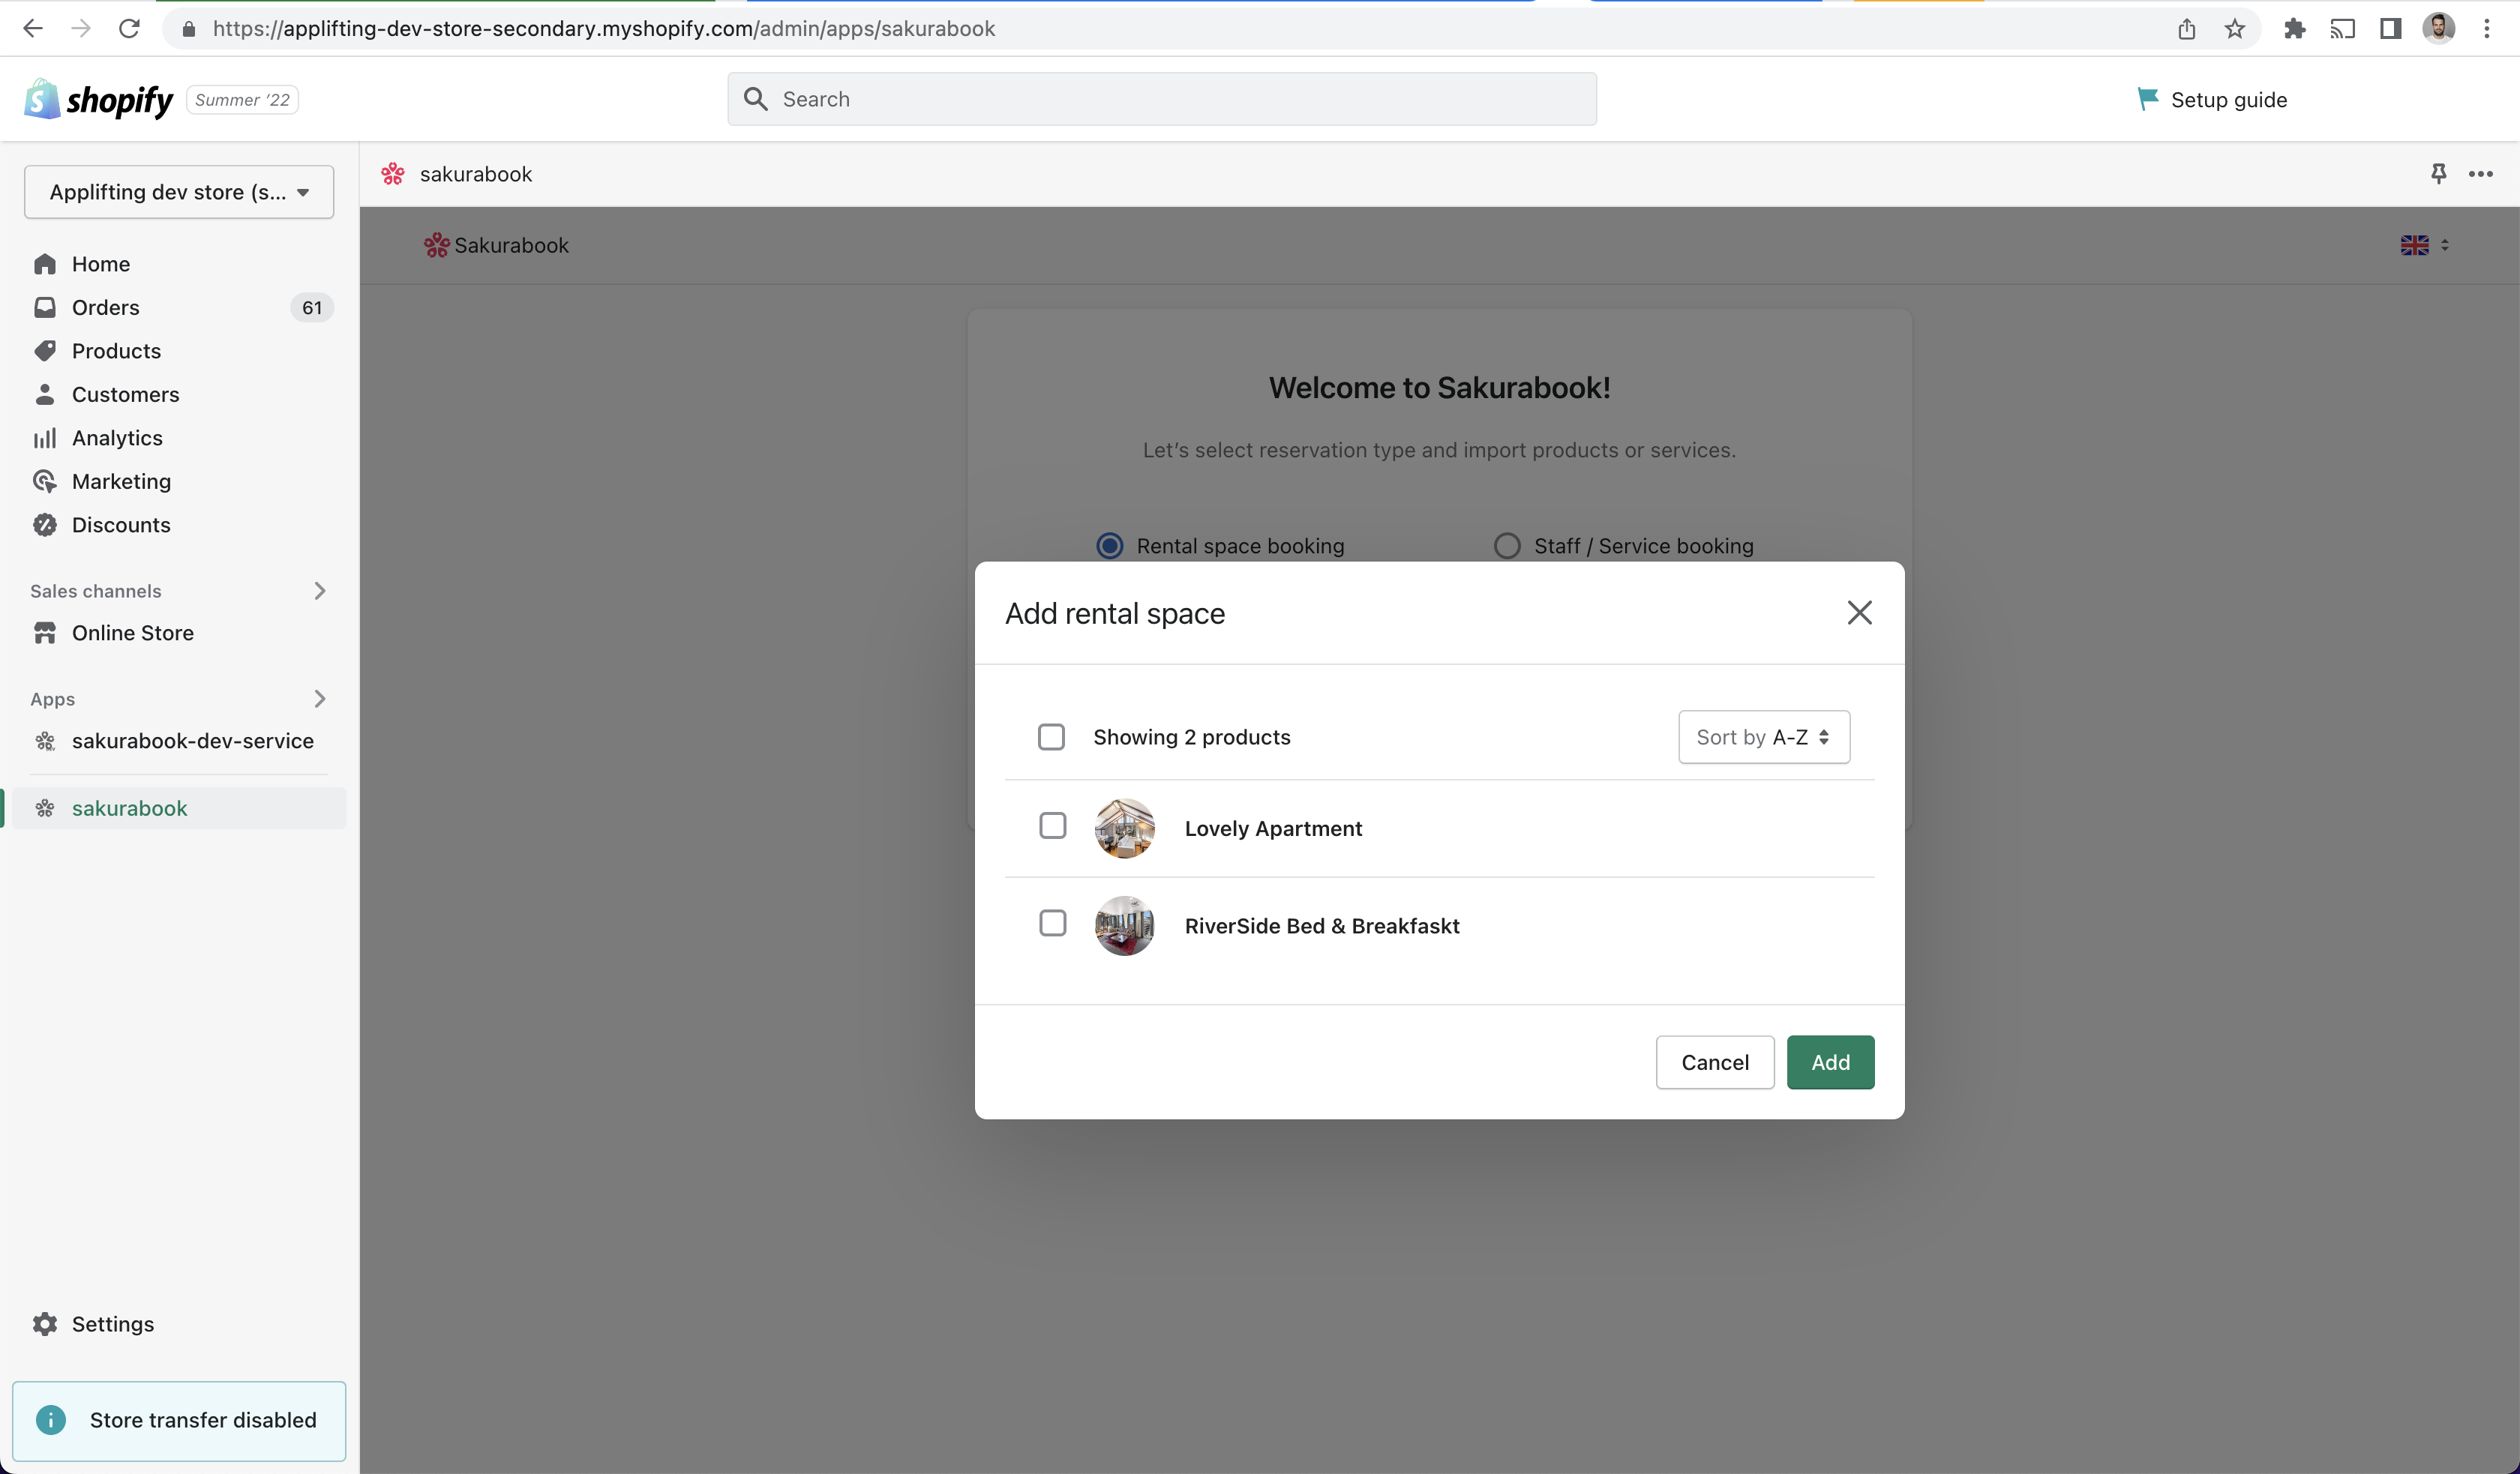 https://applifting-dev-store-secondary.myshopify.com/admin/apps/sakurabook
shopify Summer '22
Search
Setup guide
Applifting dev store (s...
Home
Orders 61
Products
Customers
Analytics
Marketing
Discounts
Sales channels
Online Store
Apps
sakurabook-dev-service
sakurabook
Settings
Store transfer disabled
sakurabook
Sakurabook
Welcome to Sakurabook!
Let's select reservation type and import products or services.
Rental space booking
Staff / Service booking
Add rental space
Showing 2 products
Sort by A-Z
Lovely Apartment
RiverSide Bed & Breakfaskt
Cancel
Add